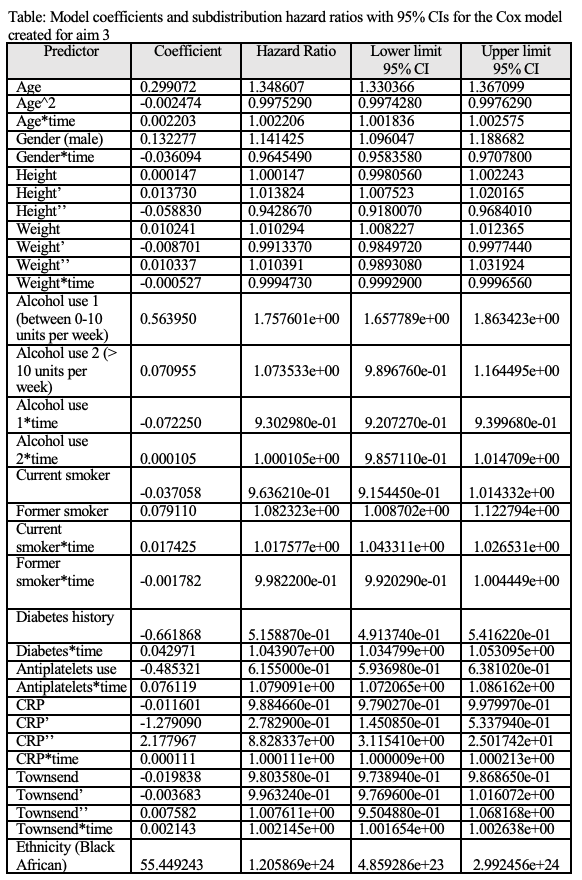 Table: Model coefficients and subdistribution hazard ratios with 95% CIs for the Cox model
created for aim 3
Predictor Coefficient Hazard Ratio Lower limit 95% CI Upper limit 95% CI
Age 0.299072 1.348607 1.330366 1.367099
Age^2 -0.002474 0.9975290 0.9974280 0.9976290
Age*time 0.002203 1.002206 1.001836 1.002575
Gender (male) 0.132277 1.141425 1.096047 1.188682
Gender*time -0.036094 0.9645490 0.9583580 0.9707800
Height 0.000147 1.000147 0.9980560 1.002243
Height’ 0.013730 1.013824 1.007523 1.020165
Height’’ -0.058830 0.9428670 0.9180070 0.9684010
Weight 0.010241 1.010294 1.008227 1.012365
Weight’ -0.008701 0.9913370 0.9849720 0.9977440
Weight’’ 0.010337 1.010391 0.9893080 1.031924
Weight*time -0.000527 0.9994730 0.9992900 0.9996560
Alcohol use 1
(between 0-10 0.563950 1.757601e+00 1.657789e+00 1.863423e+00
units per week)
Alcohol use 2 (>
10 units per 0.070955 1.073533e+00 9.896760e-01 1.164495e+00
week)
Alcohol use
1*time -0.072250 9.302980e-01 9.207270e-01 9.399680e-01
Alcohol use
2*time 0.000105 1.000105e+00 9.857110e-01 1.014709e+00
Current smoker
-0.037058 9.636210e-01 9.154450e-01 1.014332e+00
Former smoker 0.079110 1.082323e+00 1.008702e+00 1.122794e+00
Current
smoker*time 0.017425 1.017577e+00 1.043311e+00 1.026531e+00
Former
smoker*time -0.001782 9.982200e-01 9.920290e-01 1.004449e+00
Diabetes history
-0.661868 5.158870e-01 4.913740e-01 5.416220e-01
Diabetes*time 0.042971 1.043907e+00 1.034799e+00 1.053095e+00
Antiplatelets use -0.485321 6.155000e-01 5.936980e-01 6.381020e-01
Antiplatelets*time 0.076119 1.079091e+00 1.072065e+00 1.086162e+00
CRP -0.011601 9.884660e-01 9.790270e-01 9.979970e-01
CRP’ -1.279090 2.782900e-01 1.450850e-01 5.337940e-01
CRP’’ 2.177967 8.828337e+00 3.115410e+00 2.501742e+01
CRP*time 0.000111 1.000111e+00 1.000009e+00 1.000213e+00
Townsend -0.019838 9.803580e-01 9.738940e-01 9.868650e-01
Townsend’ -0.003683 9.963240e-01 9.769600e-01 1.016072e+00
Townsend’’ 0.007582 1.007611e+00 9.504880e-01 1.068168e+00
Townsend*time 0.002143 1.002145e+00 1.001654e+00 1.002638e+00
Ethnicity (Black
African) 55.449243 1.205869e+24 4.859286e+23 2.992456e+24